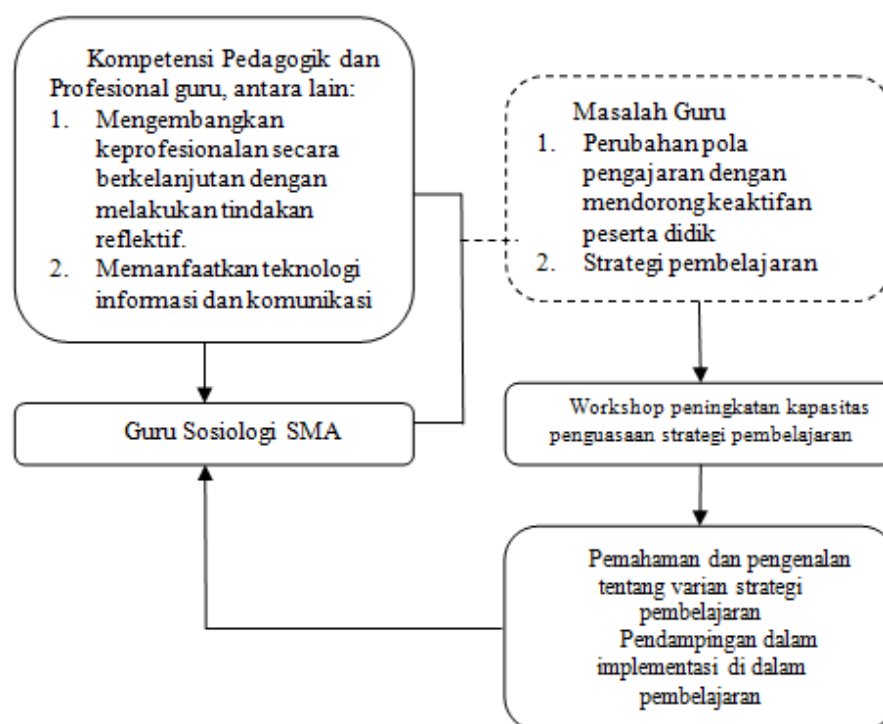 Kompetensi Pedagogik dan
Profesional guru, antara lain:
1. Mengembangkan
keprofesionalan secara
berkelanjutan dengan
melakukan tindakan
reflektif.
2. Memanfaatkan teknologi
informasi dan komunikasi
Masalah Guru
1. Perubahan pola
pengajaran dengan
mendorong keaktifan
peserta didik
2. Strategi pembelajaran
Guru Sosiologi SMA
Workshop peningkatan kapasitas
penguasaan strategi pembelajaran
Pemahaman dan pengenalan
tentang varian strategi
pembelajaran
Pendampingan dalam
implementasi di dalam
pembelajaran